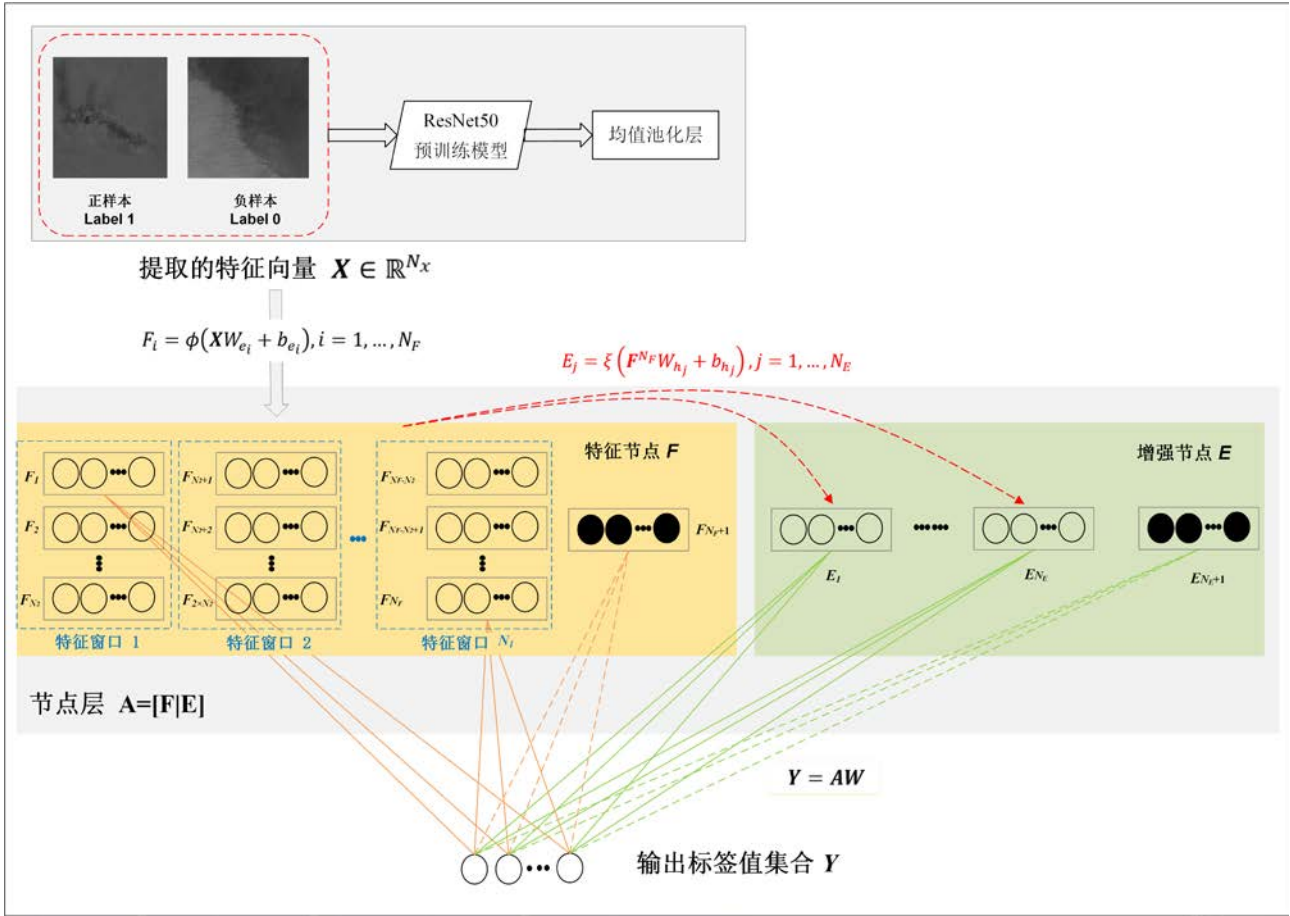 正样本
Label 1
负样本
Label 0
ResNet50
预训练模型
均值池化层
提取的特征向量 X ∈ ℝ^{N_x}
F_i = ϕ(XW_{e_i} + b_{e_i}), i = 1, … , N_F
E_j = ξ(F^{N_F}W_{h_j} + b_{h_j}), j = 1, … , N_E
特征节点 F
增强节点 E
F_1
F_2
F_{N_2}
特征窗口 1
F_{N_2+1}
F_{N_2+2}
F_{2×N_2}
特征窗口 2
F_{N_F-N_2}
F_{N_F-N_2+1}
F_{N_F}
特征窗口 N_1
F_{N_F+1}
E_1
E_{N_E}
E_{N_E+1}
节点层 A=[F|E]
Y = AW
输出标签值集合 Y